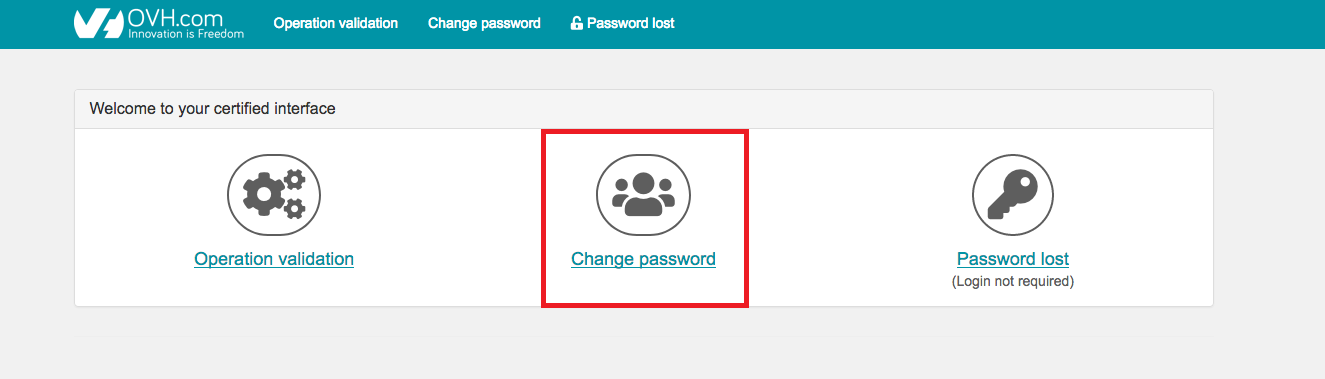 OVH.com
Innovation is Freedom
Operation validation
Change password
Password lost
Welcome to your certified interface
Operation validation
Change password
Password lost
(Login not required)